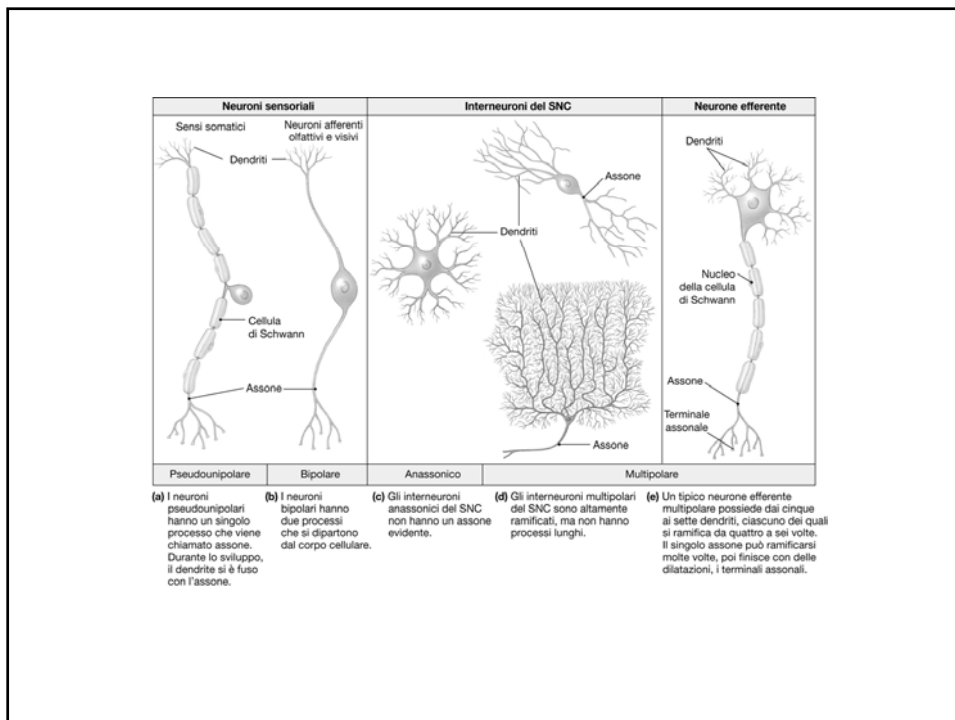 Neuroni sensoriali
Interneuroni del SNC
Neurone efferente
Sensi somatici
Neuroni afferenti
olfattivi e visivi
Dendriti
Cellula
di Schwann
Assone
Assone
Dendriti
Assone
Dendriti
Nucleo
della cellula
di Schwann
Assone
Terminale
assonale
Pseudounipolare
Bipolare
Anassonico
Multipolare
(a) I neuroni
pseudounipolari
hanno un singolo
processo che viene
chiamato assone.
Durante lo sviluppo,
il dendrite si è fuso
con l'assone.
(b) I neuroni
bipolari hanno
due processi
che si dipartono
dal corpo cellulare.
(c) Gli interneuroni
anassonici del SNC
non hanno un assone
evidente.
(d) Gli interneuroni multipolari
del SNC sono altamente
ramificati, ma non hanno
processi lunghi.
(e) Un tipico neurone efferente
multipolare possiede dai cinque
ai sette dendriti, ciascuno dei quali
si ramifica da quattro a sei volte.
Il singolo assone può ramificarsi
molte volte, poi finisce con delle
dilatazioni, i terminali assonali.